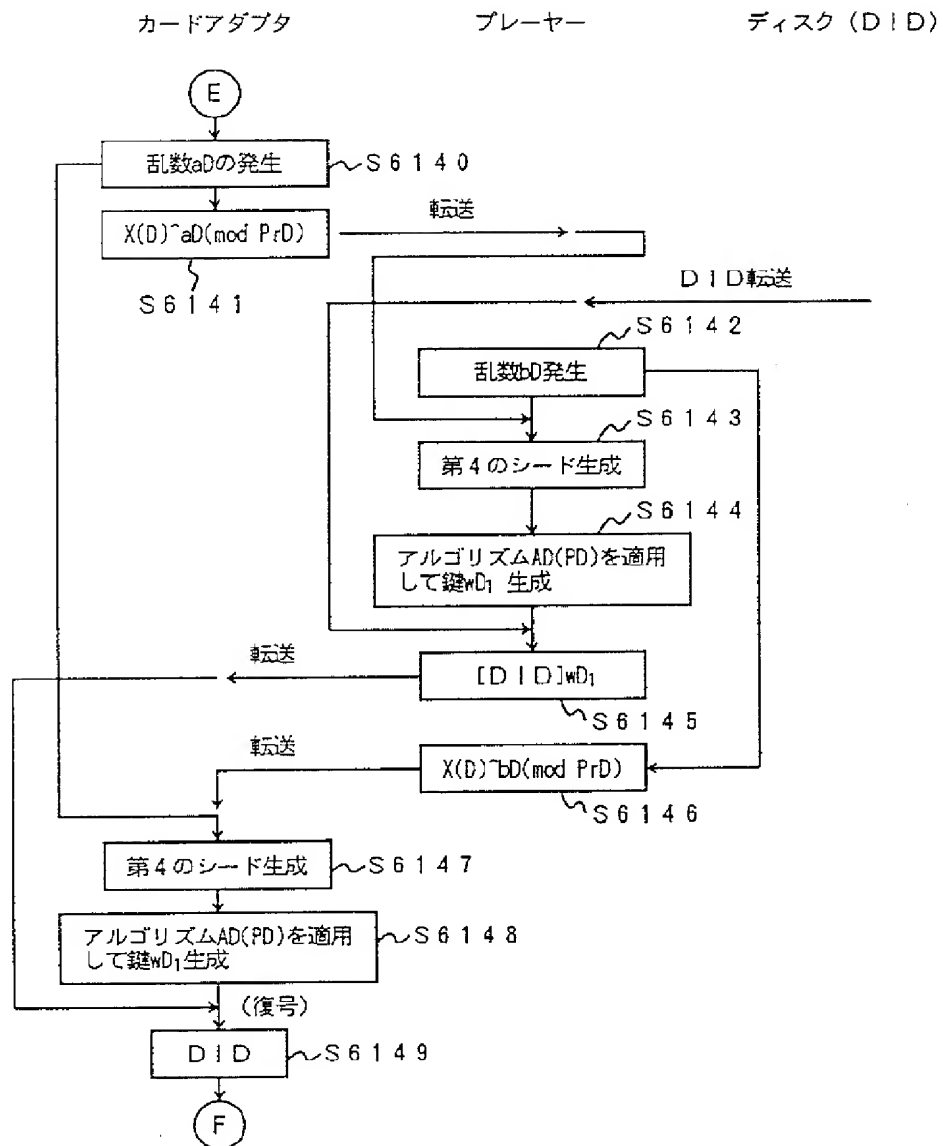 カードアダプタ
プレーヤー
ディスク(DID)
E
乱数aDの発生
S6140
X(D)^aD(mod PrD)
転送
S6141
DID転送
S6142
乱数bD発生
S6143
第4のシード生成
S6144
アルゴリズムAD(PD)を適用
して鍵wD₁ 生成
転送
[DID]wD₁
S6145
転送
X(D)^bD(mod PrD)
S6146
第4のシード生成
S6147
アルゴリズムAD(PD)を適用
して鍵wD₁生成
S6148
(復号)
DID
S6149
F